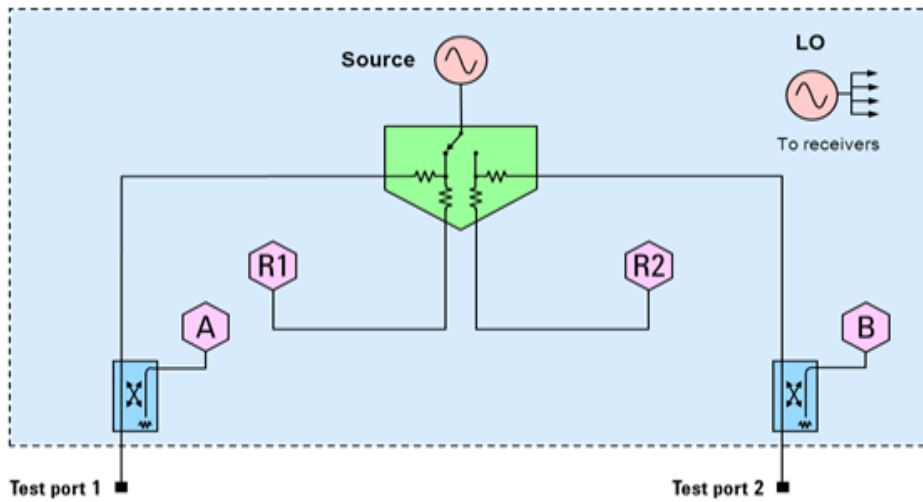 Source
LO
To receivers
R1
R2
A
B
Test port 1
Test port 2